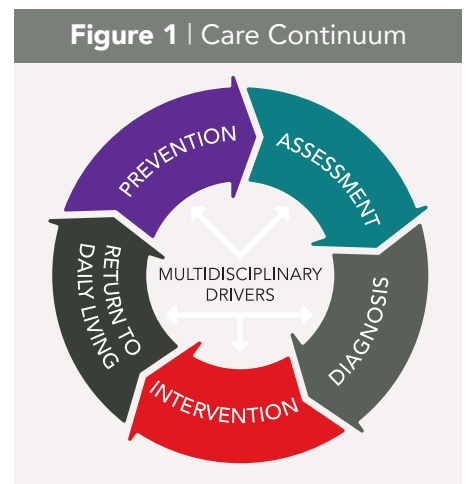 Figure 1 | Care Continuum
PREVENTION
ASSESSMENT
DIAGNOSIS
INTERVENTION
RETURN TO
DAILY LIVING
MULTIDISCIPLINARY
DRIVERS